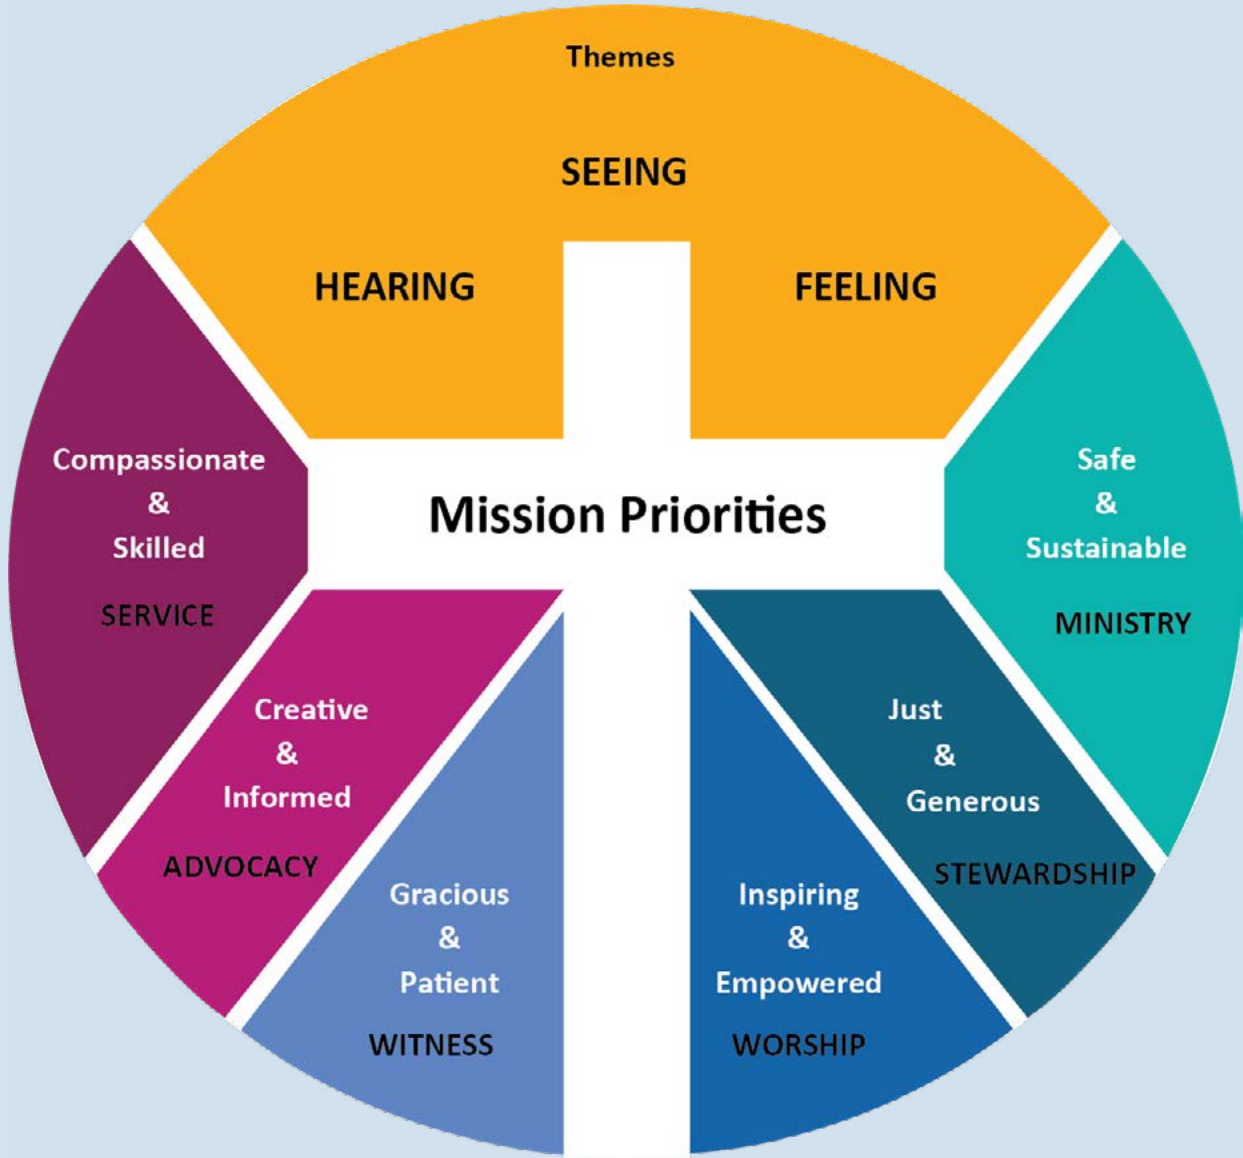 Themes
SEEING
HEARING
FEELING
Mission Priorities
Compassionate
&
Skilled
SERVICE
Creative
&
Informed
ADVOCACY
Gracious
&
Patient
WITNESS
Inspiring
&
Empowered
WORSHIP
Just
&
Generous
STEWARDSHIP
Safe
&
Sustainable
MINISTRY